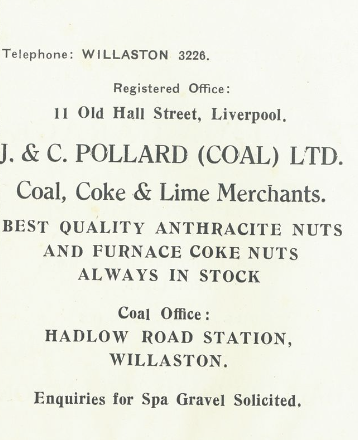 Telephone: WILLASTON 3226.
Registered Office:
11 Old Hall Street, Liverpool.
J. & C. POLLARD (COAL) LTD.
Coal, Coke & Lime Merchants.
BEST QUALITY ANTHRACITE NUTS
AND FURNACE COKE NUTS
ALWAYS IN STOCK
Coal Office:
HADLOW ROAD STATION,
WILLASTON.
Enquiries for Spa Gravel Solicited.